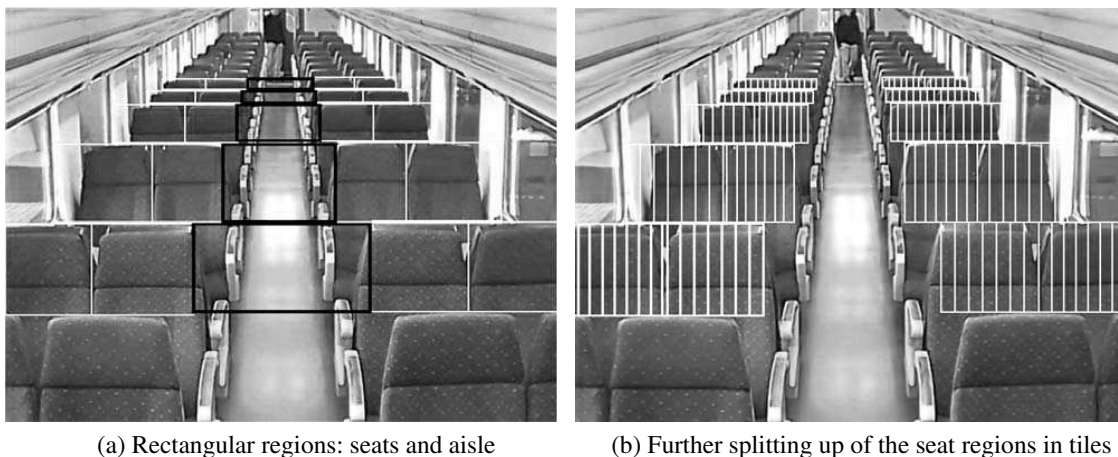 (a) Rectangular regions: seats and aisle
(b) Further splitting up of the seat regions in tiles